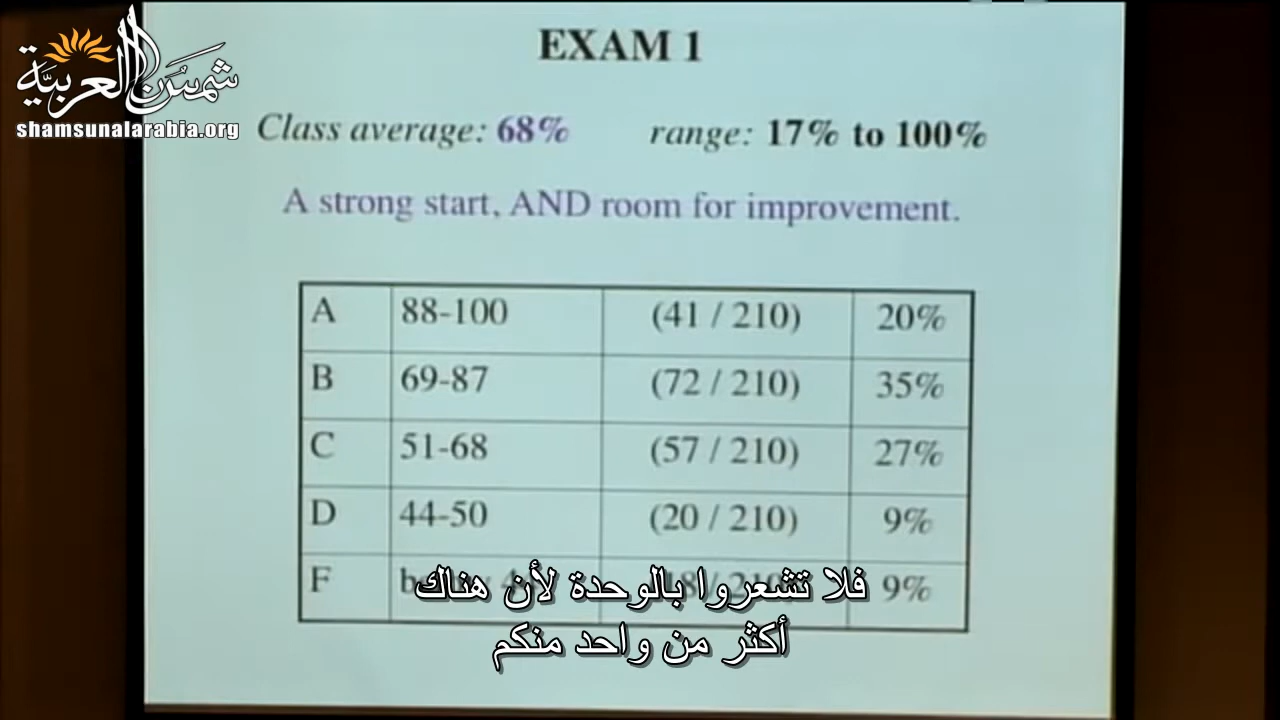 شمس العربية
shamsunalarabia.org
EXAM 1
Class average: 68% range: 17% to 100%
A strong start, AND room for improvement.
A 88-100 (41 / 210) 20%
B 69-87 (72 / 210) 35%
C 51-68 (57 / 210) 27%
D 44-50 (20 / 210) 9%
F 9%
فلا تشعروا بالوحدة لأن هناك
أكثر من واحد منكم